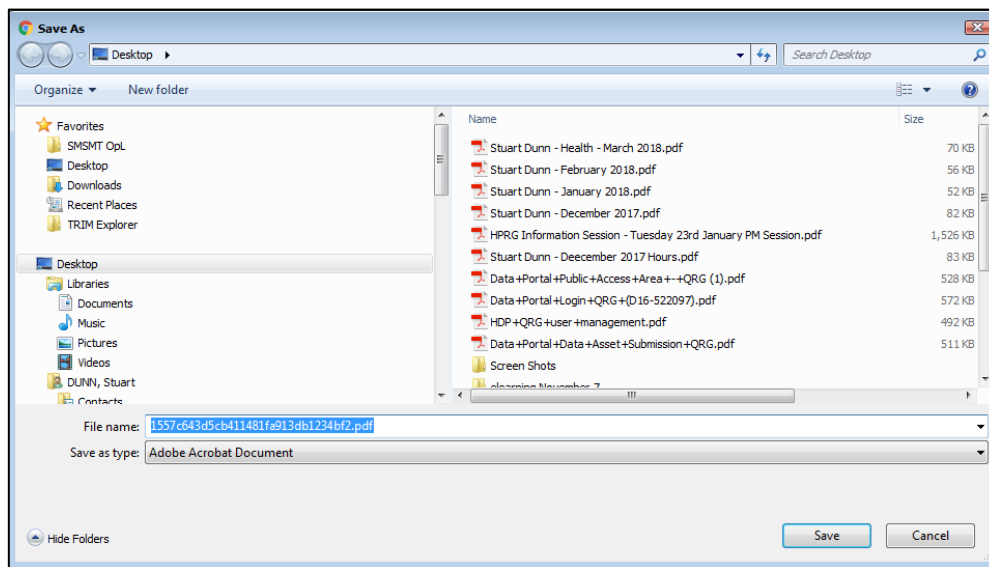 Save As
Desktop
Search Desktop
Organize
New folder
Favorites
SMSMT OpL
Desktop
Downloads
Recent Places
TRIM Explorer
Desktop
Libraries
Documents
Music
Pictures
Videos
DUNN, Stuart
Contacts
Name Size
Stuart Dunn - Health - March 2018.pdf 70 KB
Stuart Dunn - February 2018.pdf 56 KB
Stuart Dunn - January 2018.pdf 52 KB
Stuart Dunn - December 2017.pdf 82 KB
HPRG Information Session - Tuesday 23rd January PM Session.pdf 1,526 KB
Stuart Dunn - Deecember 2017 Hours.pdf 83 KB
Data+Portal+Public+Access+Area+-+QRG (1).pdf 528 KB
Data+Portal+Login+QRG+(D16-522097).pdf 572 KB
HDP+QRG+user+management.pdf 492 KB
Data+Portal+Data+Asset+Submission+QRG.pdf 511 KB
Screen Shots
elearning November 7
File name: 1557c643d5cb411481fa913db1234bf2.pdf
Save as type: Adobe Acrobat Document
Hide Folders
Save
Cancel